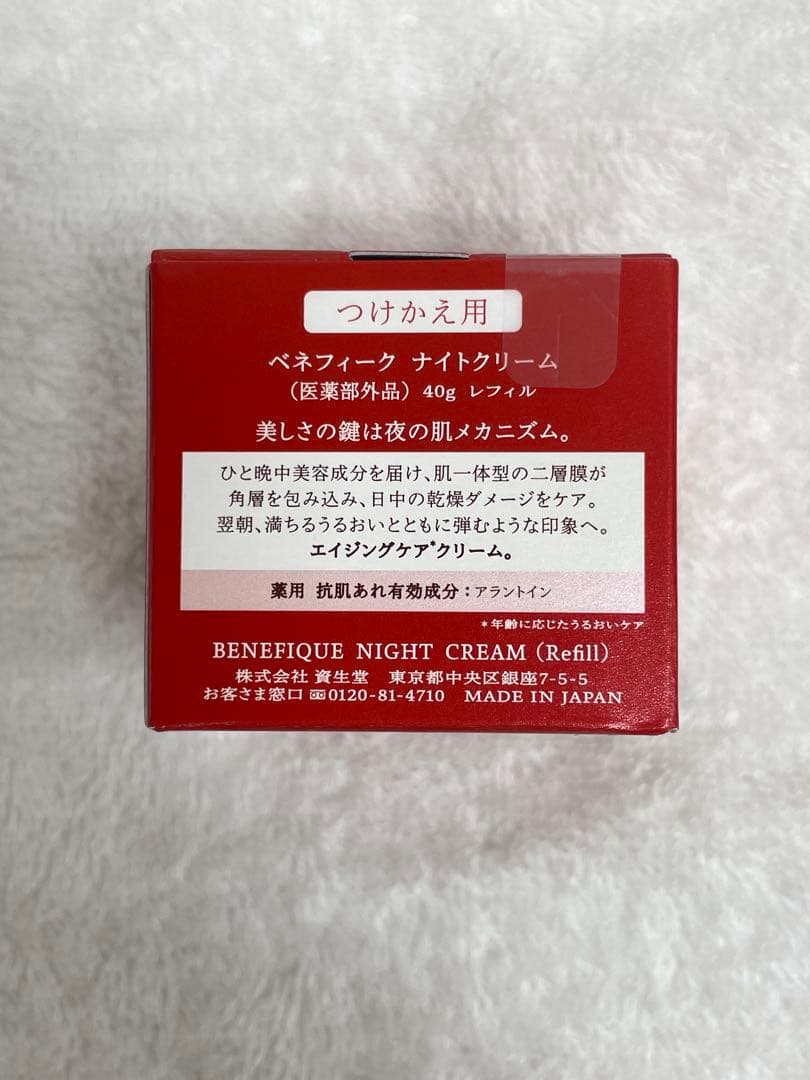 つけかえ用
ベネフィーク ナイトクリーム
（医薬部外品） 40g レフィル
美しさの鍵は夜の肌メカニズム。
ひと晩中美容成分を届け、肌一体型の二層膜が
角層を包み込み、日中の乾燥ダメージをケア。
翌朝、満ちるうるおいとともに弾むような印象へ。
エイジングケア*クリーム。
薬用 抗肌あれ有効成分：アラントイン
*年齢に応じたうるおいケア
BENEFIQUE NIGHT CREAM (Refill)
株式会社 資生堂 東京都中央区銀座7-5-5
お客さま窓口 0120-81-4710 MADE IN JAPAN